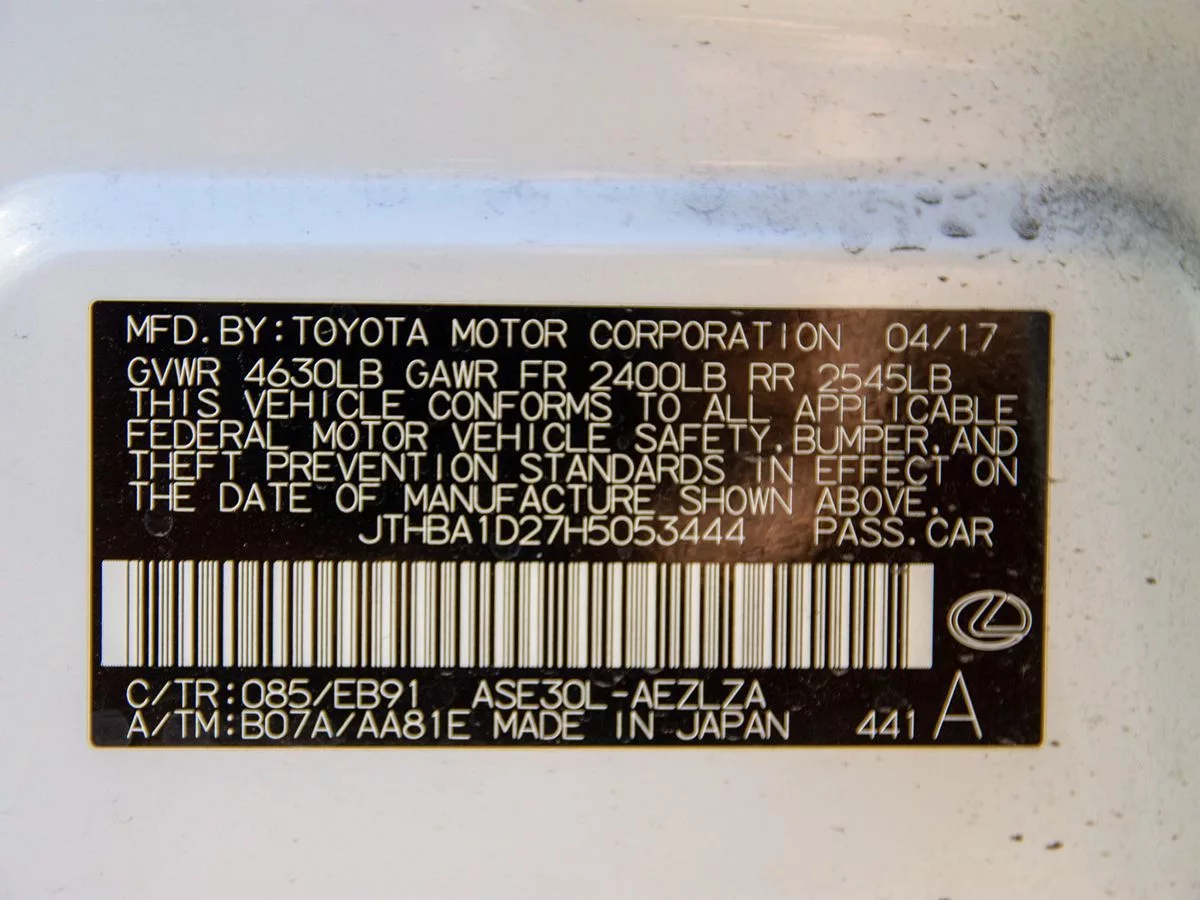 MFD. BY: TOYOTA MOTOR CORPORATION 04/17
GVWR 4630LB GAWR FR 2400LB RR 2545LB
THIS VEHICLE CONFORMS TO ALL APPLICABLE
FEDERAL MOTOR VEHICLE SAFETY, BUMPER, AND
THEFT PREVENTION STANDARDS IN EFFECT ON
THE DATE OF MANUFACTURE SHOWN ABOVE.
JTHBA1D27H5053444 PASS. CAR
C/TR: 085/EB91 ASE30L-AEZLZA
A/TM: B07A/AA81E MADE IN JAPAN 441 A